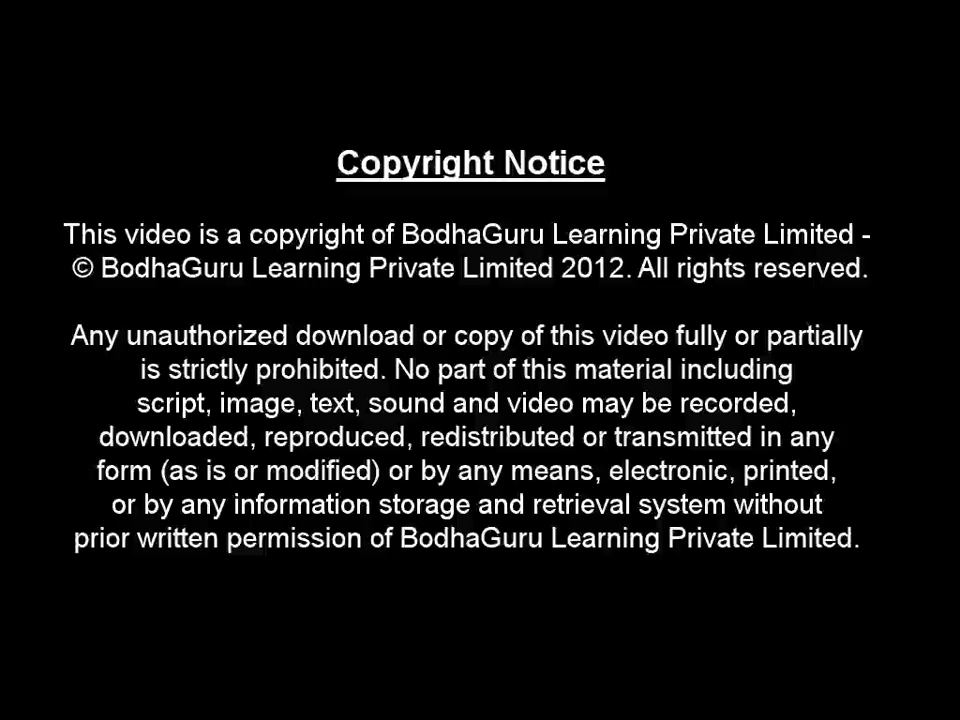 Copyright Notice
This video is a copyright of BodhaGuru Learning Private Limited -
© BodhaGuru Learning Private Limited 2012. All rights reserved.
Any unauthorized download or copy of this video fully or partially
is strictly prohibited. No part of this material including
script, image, text, sound and video may be recorded,
downloaded, reproduced, redistributed or transmitted in any
form (as is or modified) or by any means, electronic, printed,
or by any information storage and retrieval system without
prior written permission of BodhaGuru Learning Private Limited.